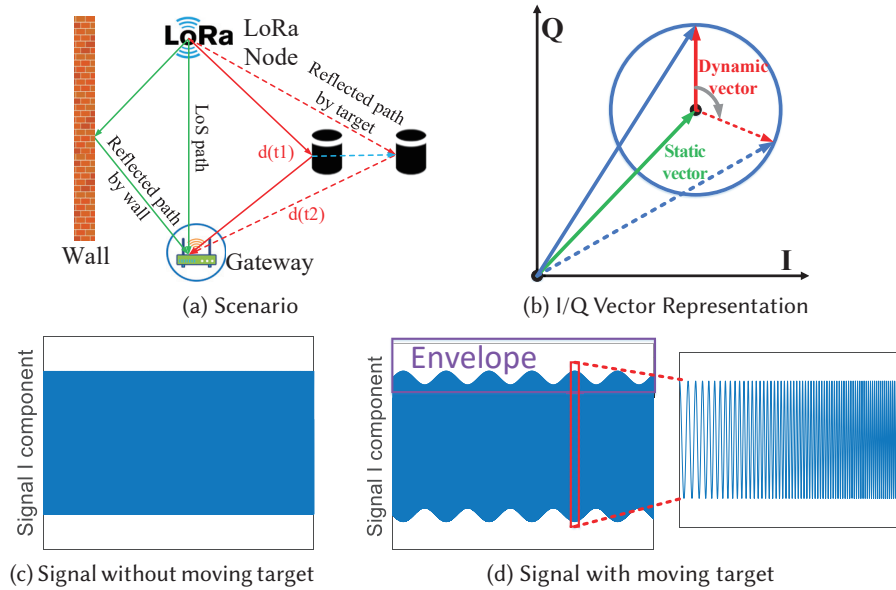 LoRa
LoRa
Node
Reflected path
by target
LoS path
d(t1)
Reflected path
by wall
d(t2)
Wall
Gateway
(a) Scenario
Q
Dynamic
vector
Static
vector
I
(b) I/Q Vector Representation
Signal I component
(c) Signal without moving target
Envelope
Signal I component
(d) Signal with moving target